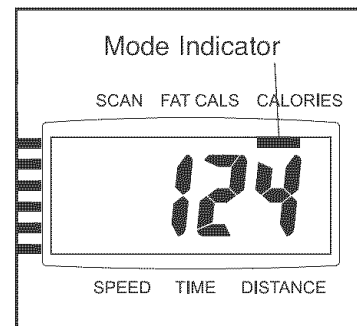 Mode Indicator
SCAN FAT CALS CALORIES
124
SPEED TIME DISTANCE